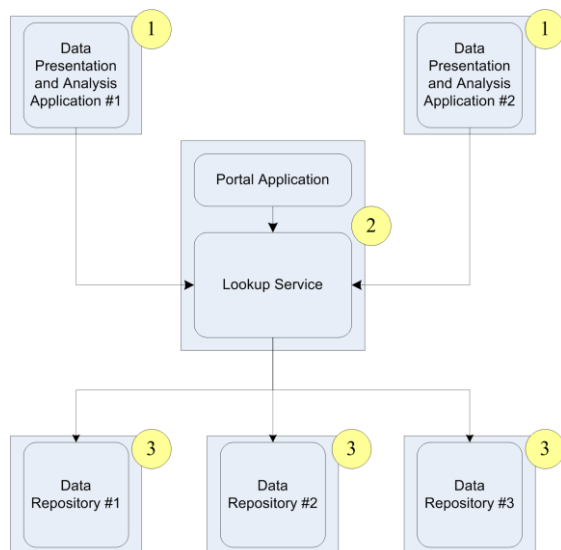 1
Data
Presentation
and Analysis
Application #1
1
Data
Presentation
and Analysis
Application #2
Portal Application
2
Lookup Service
3
Data
Repository #1
3
Data
Repository #2
3
Data
Repository #3